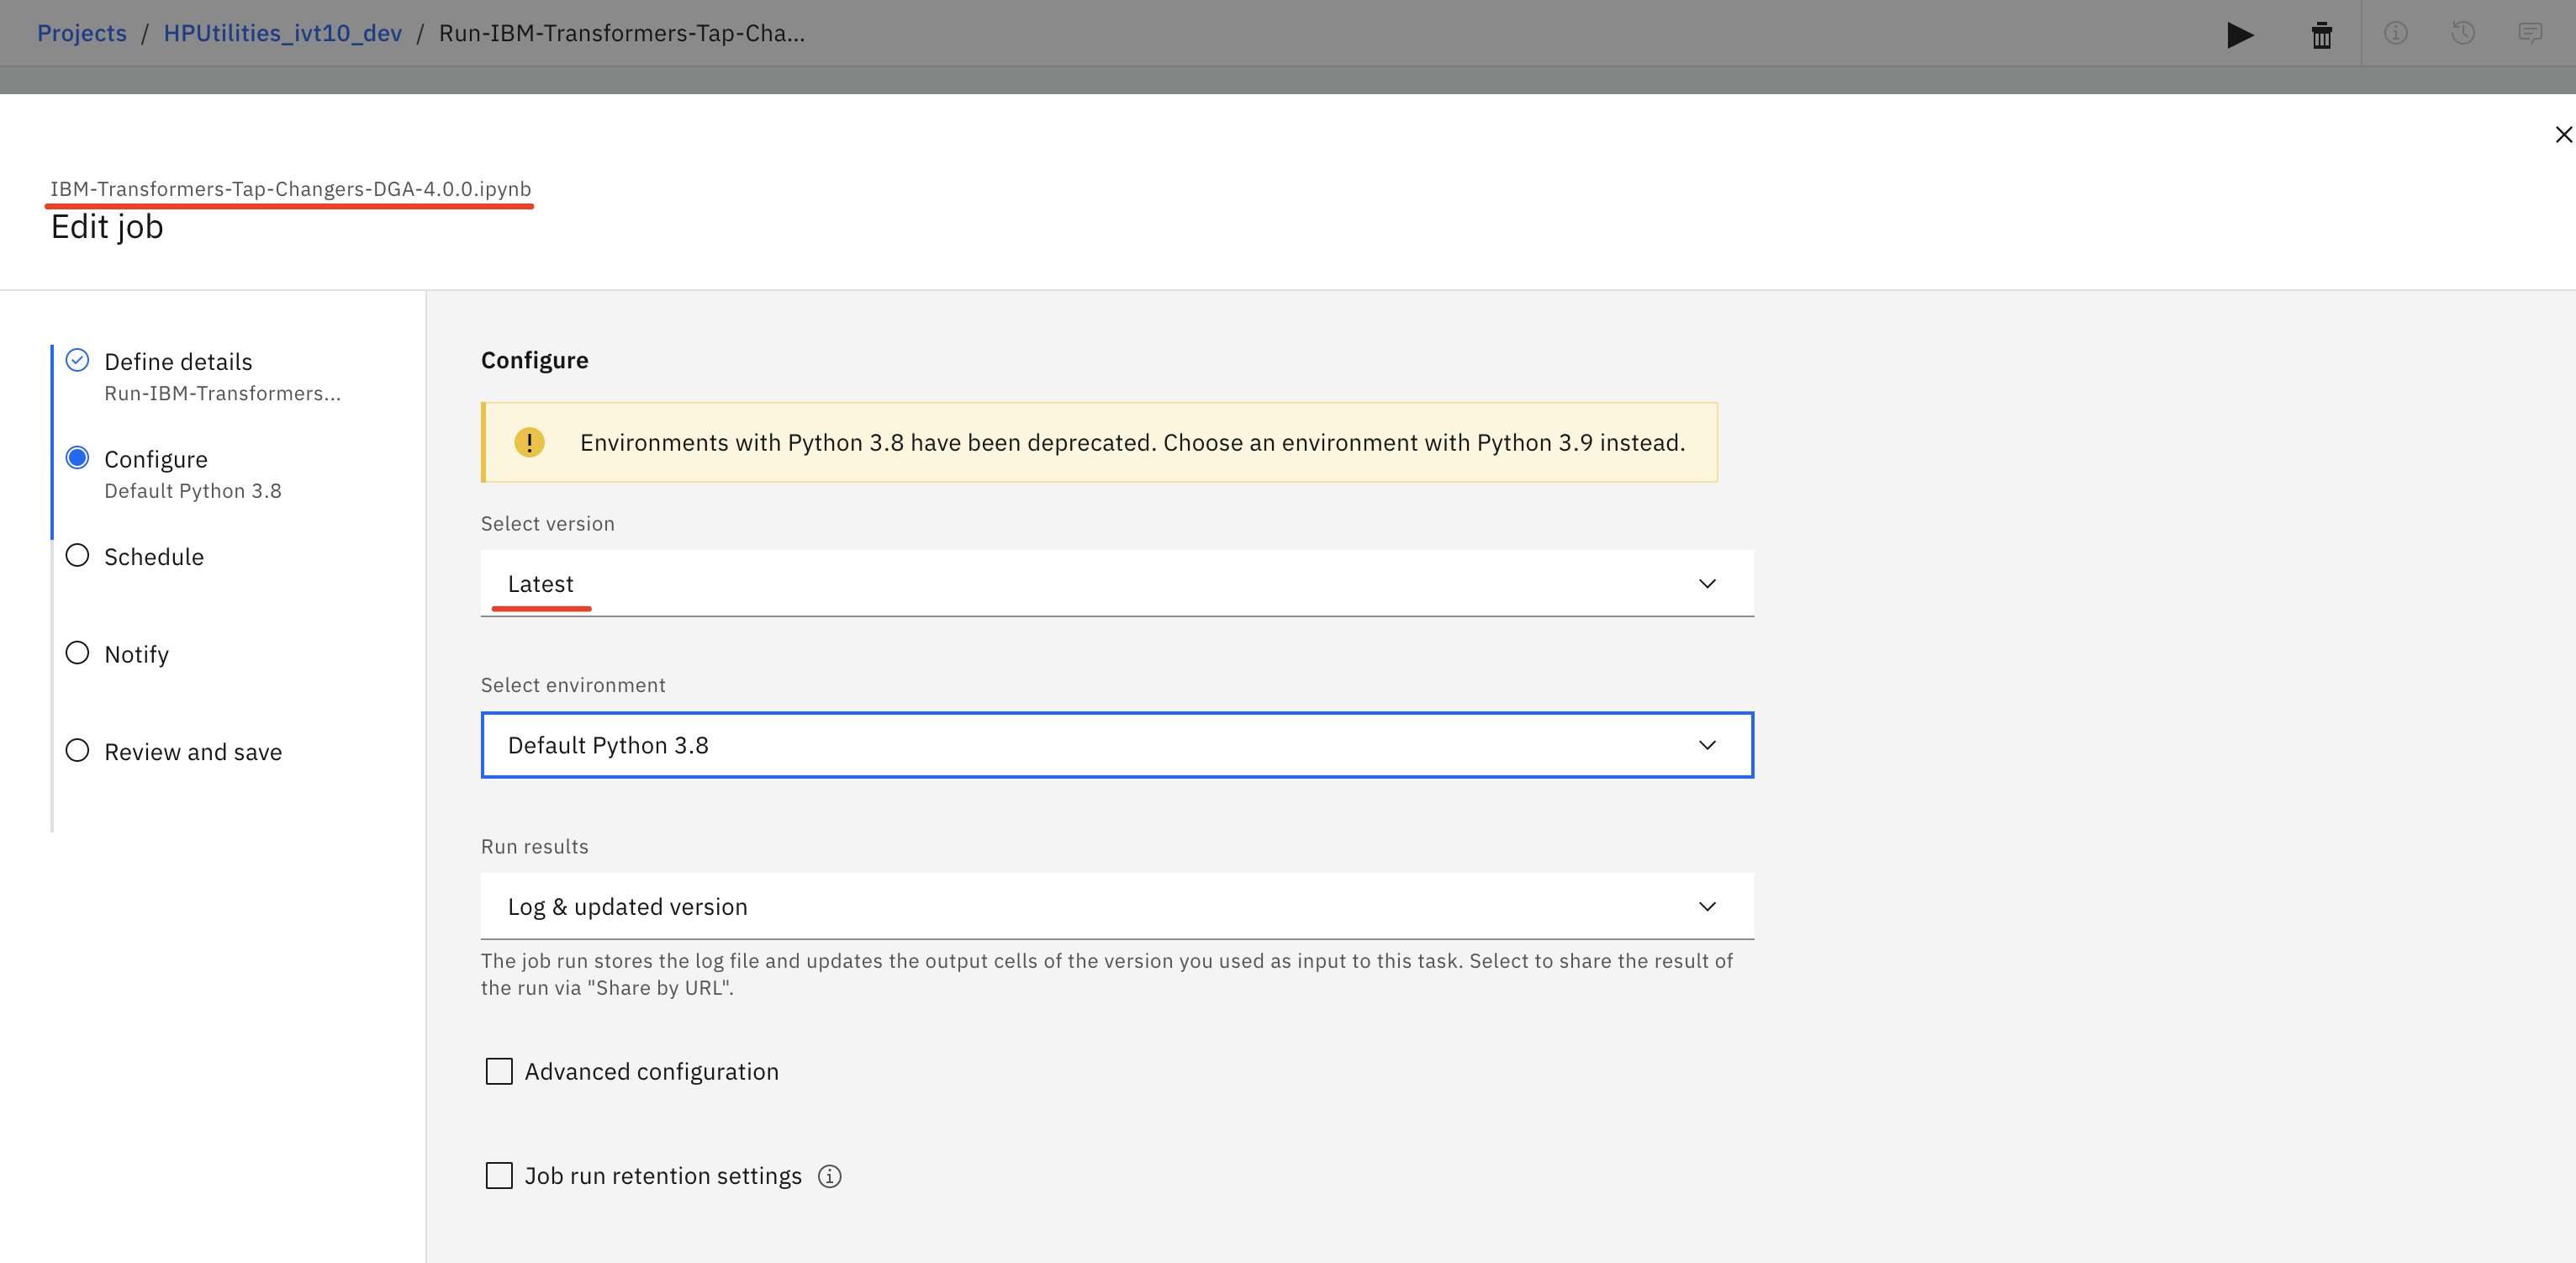 Projects / HPUtilities_ivt10_dev / Run-IBM-Transformers-Tap-Cha...
IBM-Transformers-Tap-Changers-DGA-4.0.0.ipynb
Edit job
Define details
Run-IBM-Transformers...
Configure
Default Python 3.8
Schedule
Notify
Review and save
Configure
Environments with Python 3.8 have been deprecated. Choose an environment with Python 3.9 instead.
Select version
Latest
Select environment
Default Python 3.8
Run results
Log & updated version
The job run stores the log file and updates the output cells of the version you used as input to this task. Select to share the result of
the run via "Share by URL".
Advanced configuration
Job run retention settings